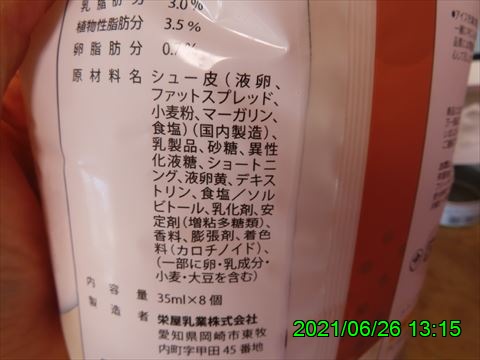 乳脂肪分 3.0%
植物性脂肪分 3.5%
卵脂肪分
原材料名 シュー皮(液卵、
ファットスプレッド、
小麦粉、マーガリン、
食塩)(国内製造)、
乳製品、砂糖、異性
化液糖、ショートニ
ング、液卵黄、デキス
トリン、食塩/ソル
ビトール、乳化剤、安
定剤(増粘多糖類)、
香料、膨張剤、着色
料(カロチノイド)、
(一部に卵・乳成分・
小麦・大豆を含む)
内容量 35ml×8個
製造者 栄屋乳業株式会社
愛知県岡崎市東牧
内町字甲田45番地
2021/06/26 13:15